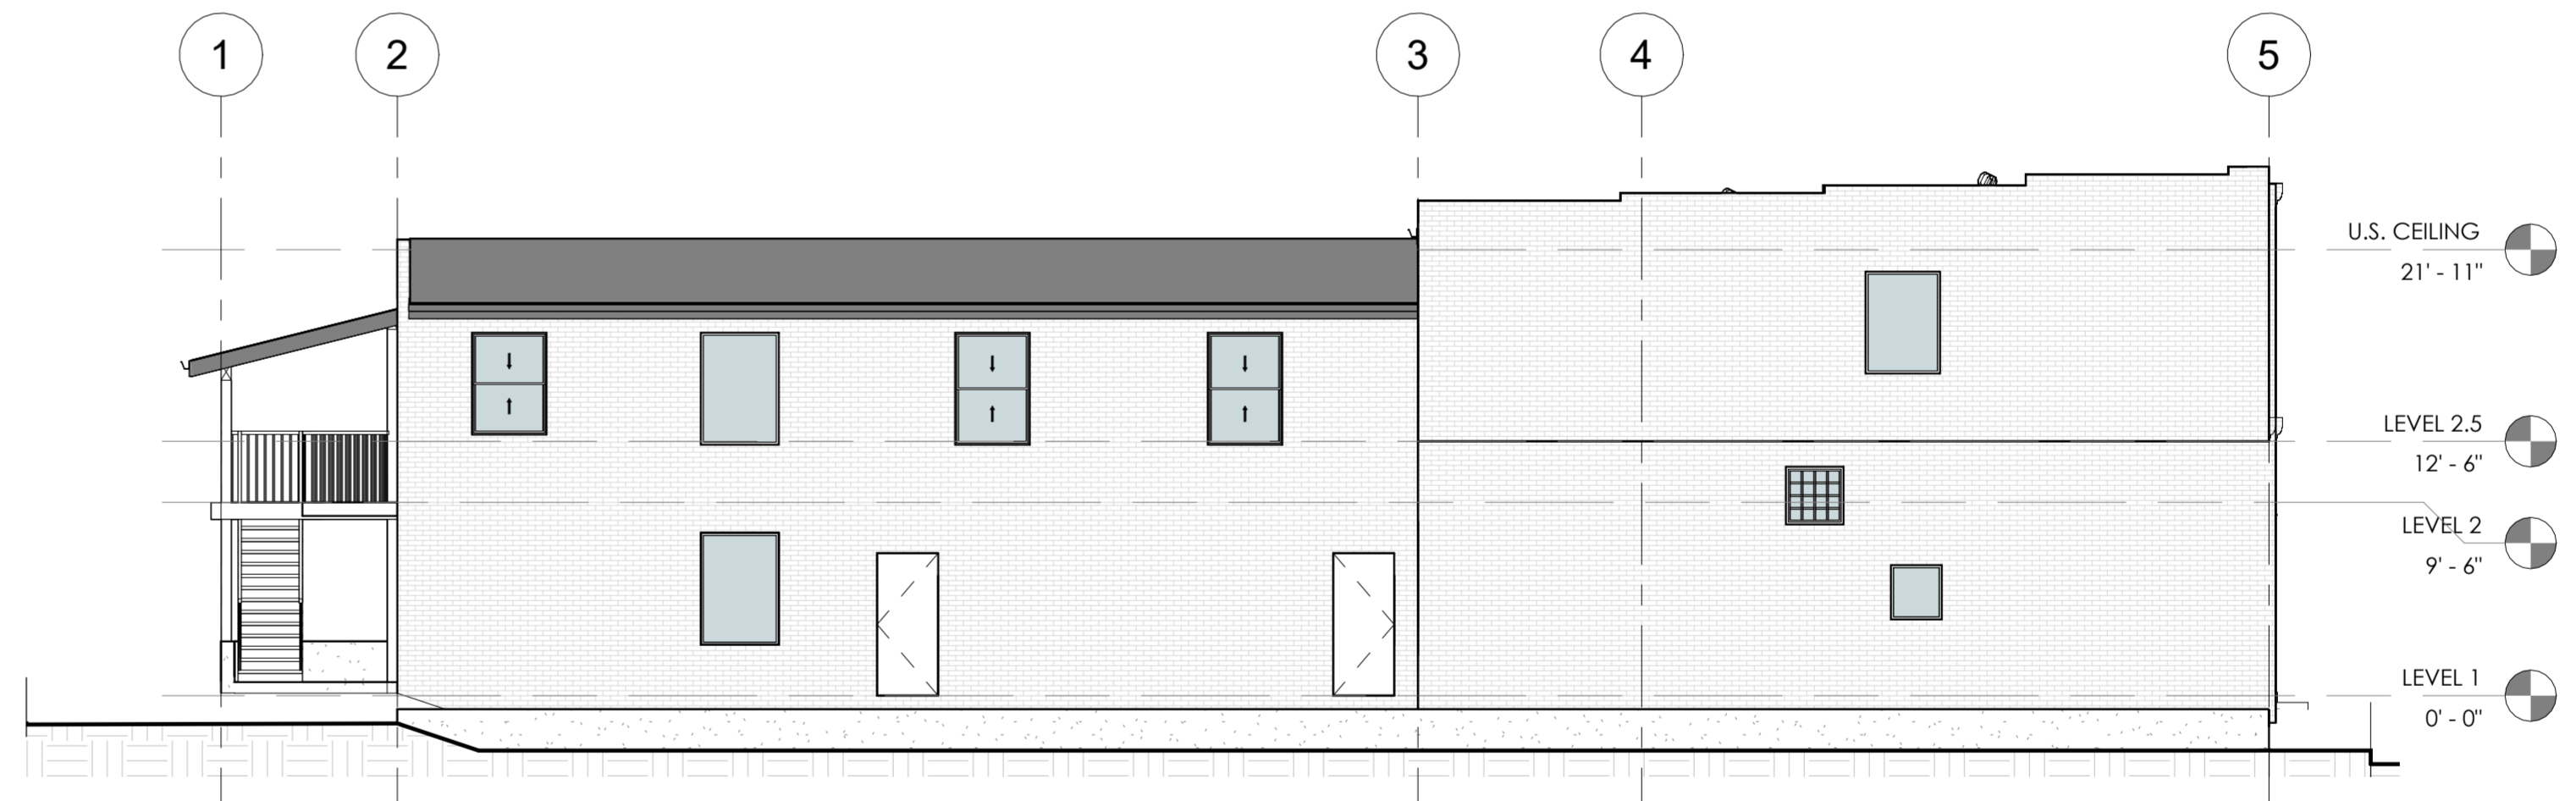 1 2 3 4 5
U.S. CEILING
21' - 11"
LEVEL 2.5
12' - 6"
LEVEL 2
9' - 6"
LEVEL 1
0' - 0"